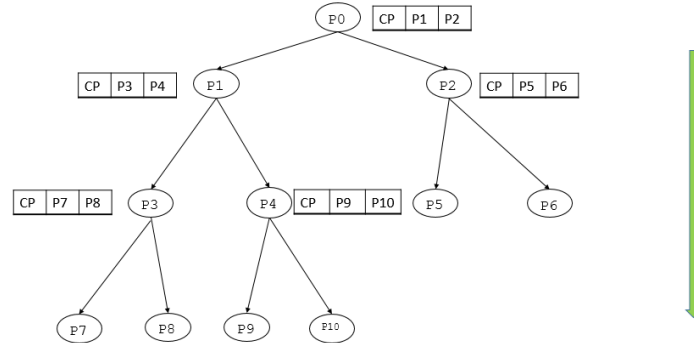 P0 CP P1 P2
CP P3 P4 P1 P2 CP P5 P6
CP P7 P8 P3 P4 CP P9 P10 P5 P6
P7 P8 P9 P10